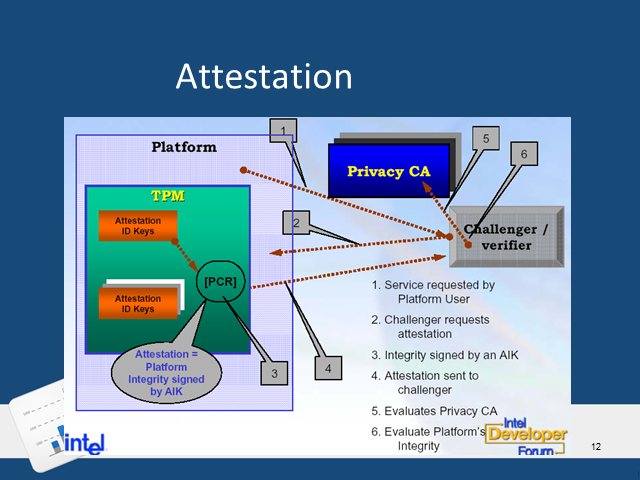 Attestation
1
Platform
5
Privacy CA
6
TPM
Attestation
ID Keys
2
Challenger /
verifier
[PCR]
Attestation
ID Keys
1. Service requested by
Platform User
2. Challenger requests
attestation
3. Integrity signed by an AIK
4. Attestation sent to
challenger
5. Evaluates Privacy CA
6. Evaluate Platform's
Integrity
Attestation =
Platform
Integrity signed
by AIK
3
4
intel
Intel
Developer
Forum
12